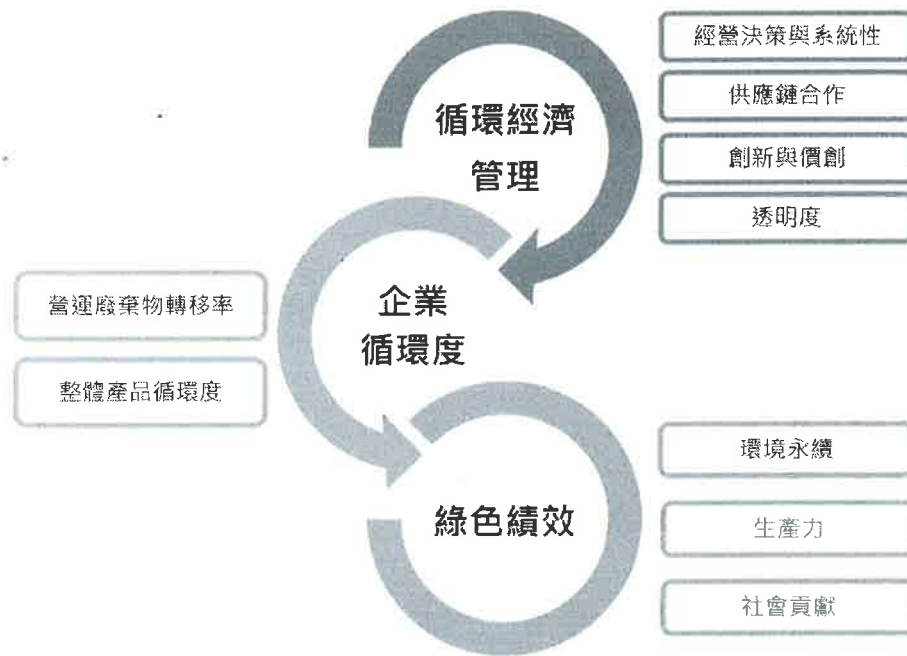 循環經濟
管理
經營決策與系統性
供應鏈合作
創新與價創
透明度
企業
循環度
營運廢棄物轉移率
整體產品循環度
綠色績效
環境永續
生產力
社會貢獻